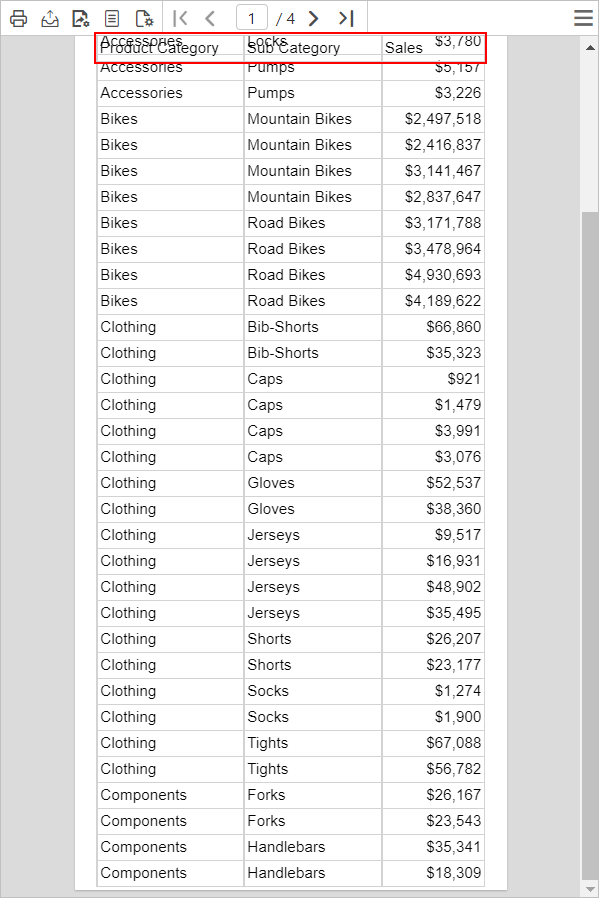 1 / 4
Accessories Locks $3,780
Product Category Sub Category Sales
Accessories Pumps $5,157
Accessories Pumps $3,226
Bikes Mountain Bikes $2,497,518
Bikes Mountain Bikes $2,416,837
Bikes Mountain Bikes $3,141,467
Bikes Mountain Bikes $2,837,647
Bikes Road Bikes $3,171,788
Bikes Road Bikes $3,478,964
Bikes Road Bikes $4,930,693
Bikes Road Bikes $4,189,622
Clothing Bib-Shorts $66,860
Clothing Bib-Shorts $35,323
Clothing Caps $921
Clothing Caps $1,479
Clothing Caps $3,991
Clothing Caps $3,076
Clothing Gloves $52,537
Clothing Gloves $38,360
Clothing Jerseys $9,517
Clothing Jerseys $16,931
Clothing Jerseys $48,902
Clothing Jerseys $35,495
Clothing Shorts $26,207
Clothing Shorts $23,177
Clothing Socks $1,274
Clothing Socks $1,900
Clothing Tights $67,088
Clothing Tights $56,782
Components Forks $26,167
Components Forks $23,543
Components Handlebars $35,341
Components Handlebars $18,309